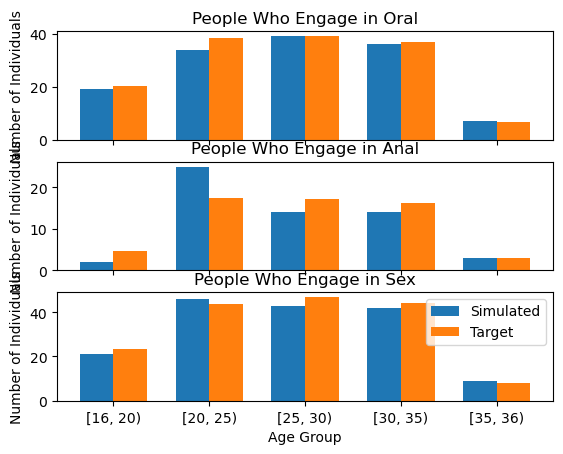 People Who Engage in Oral
Number of Individuals
40
20
0
People Who Engage in Anal
Number of Individuals
20
10
0
People Who Engage in Sex
Number of Individuals
40
20
0
Simulated
Target
[16, 20)
[20, 25)
[25, 30)
[30, 35)
[35, 36)
Age Group